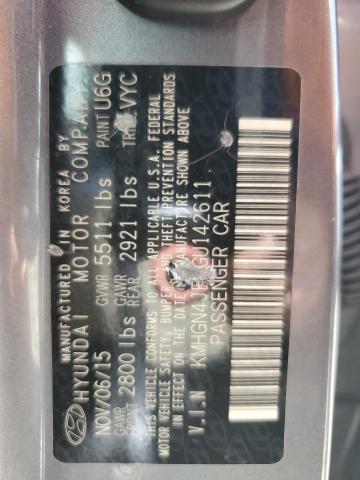 MANUFACTURED IN KOREA BY
HYUNDAI MOTOR COMPANY
NOV/06/15 GVWR 5511 lbs PAINT U6G
GAWR FRONT 2800 lbs GAWR REAR 2921 lbs VYC
THIS VEHICLE CONFORMS TO ALL APPLICABLE U.S.A. FEDERAL
MOTOR VEHICLE SAFETY, BUMPER AND THEFT PREVENTION STANDARDS
IN EFFECT ON THE DATE OF MANUFACTURE SHOWN ABOVE
V.I.N
PASSENGER CAR